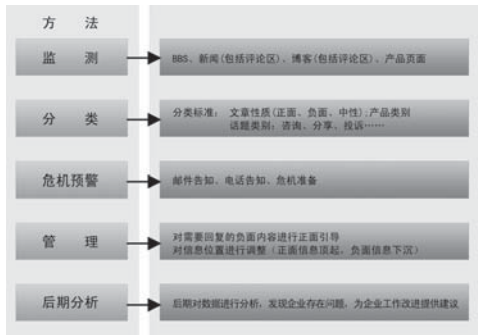 方 法
监 测
BBS、新闻(包括评论区)、博客(包括评论区)、产品页面
分 类
分类标准： 文章性质(正面、负面、中性);产品类别
话题类别：咨询、分享、投诉……
危机预警
邮件告知、电话告知、危机准备
管 理
对需要回复的负面内容进行正面引导
对信息位置进行调整（正面信息顶起，负面信息下沉）
后期分析
后期对数据进行分析，发现企业存在问题，为企业工作改进提供建议